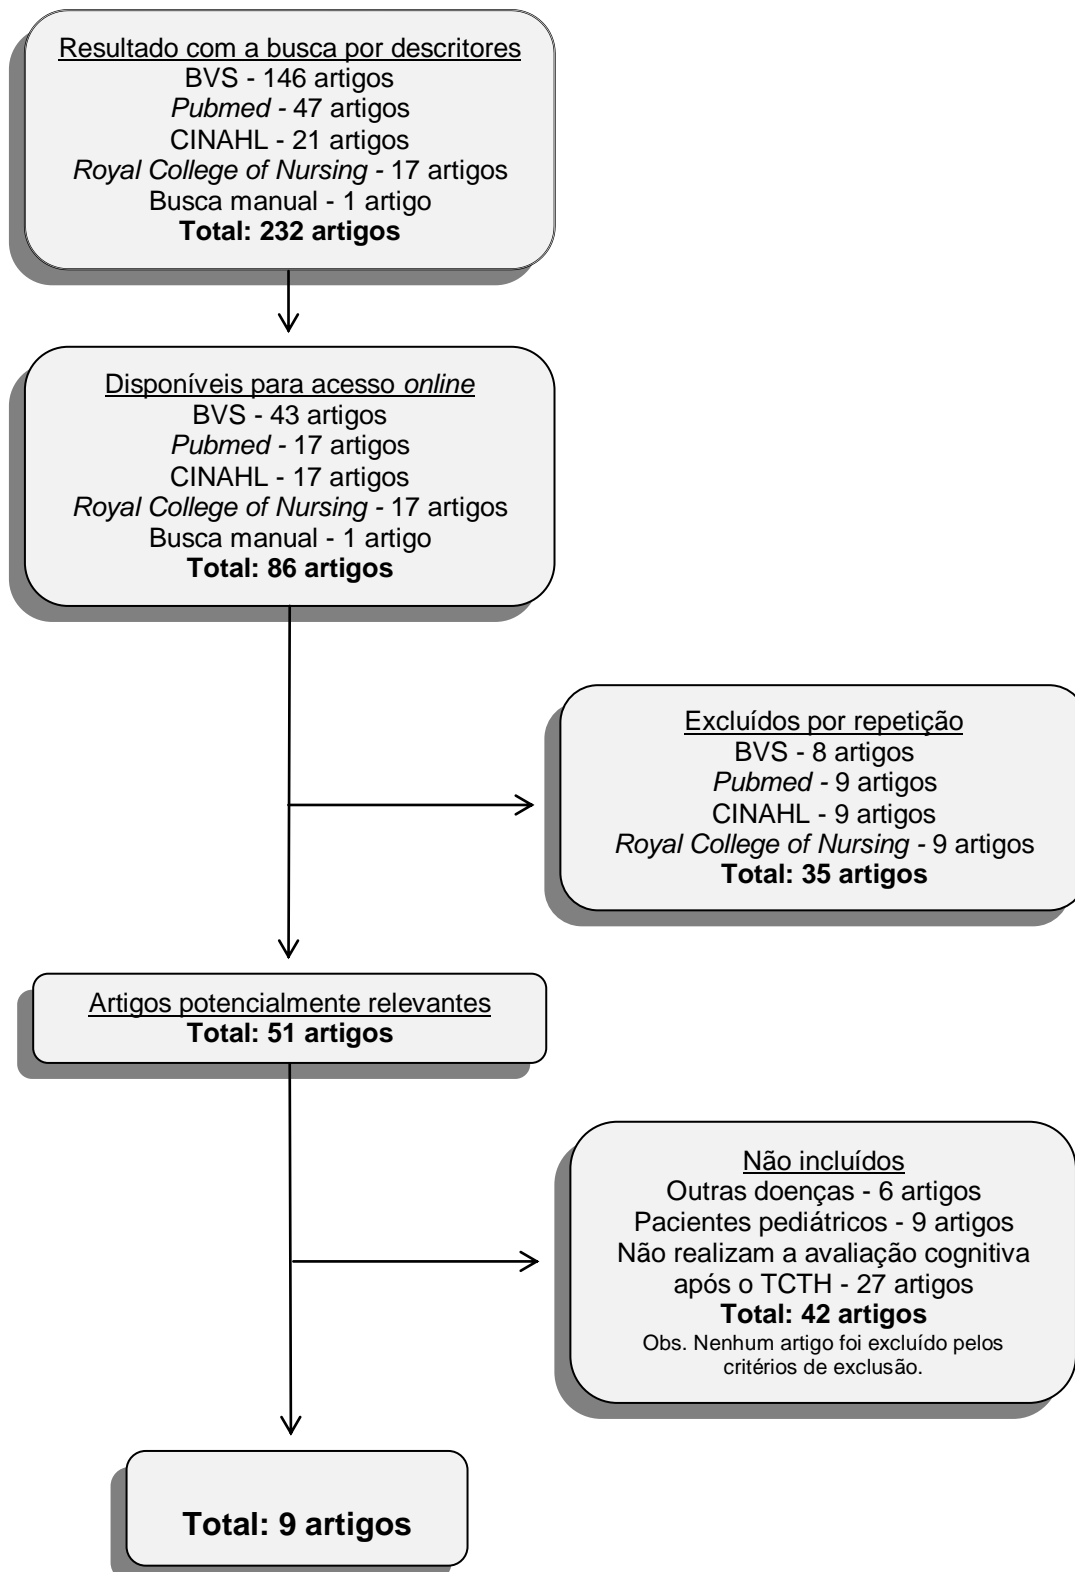 Resultado com a busca por descritores
BVS - 146 artigos
Pubmed - 47 artigos
CINAHL - 21 artigos
Royal College of Nursing - 17 artigos
Busca manual - 1 artigo
Total: 232 artigos
Disponíveis para acesso online
BVS - 43 artigos
Pubmed - 17 artigos
CINAHL - 17 artigos
Royal College of Nursing - 17 artigos
Busca manual - 1 artigo
Total: 86 artigos
Excluídos por repetição
BVS - 8 artigos
Pubmed - 9 artigos
CINAHL - 9 artigos
Royal College of Nursing - 9 artigos
Total: 35 artigos
Artigos potencialmente relevantes
Total: 51 artigos
Não incluídos
Outras doenças - 6 artigos
Pacientes pediátricos - 9 artigos
Não realizam a avaliação cognitiva
após o TCTH - 27 artigos
Total: 42 artigos
Obs. Nenhum artigo foi excluído pelos
critérios de exclusão.
Total: 9 artigos